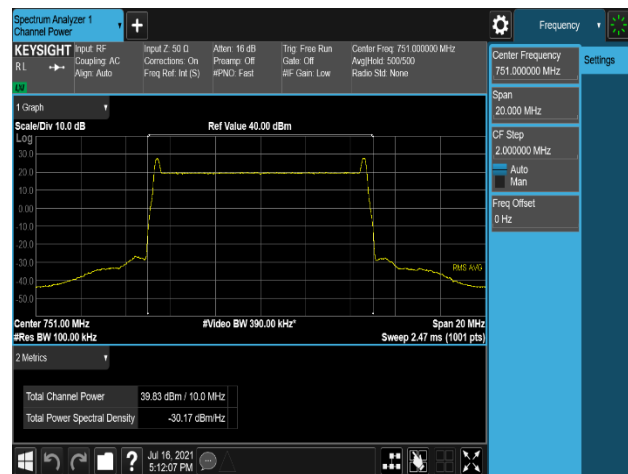 Spectrum Analyzer 1
Channel Power
Frequency
KEYSIGHT
Input: RF
Input Z: 50 Ω
Atten: 16 dB
Trig: Free Run
Center Freq: 751.000000 MHz
RL
Coupling: AC
Corrections: On
Preamp: Off
Gate: Off
Avg|Hold: 500/500
Align: Auto
Freq Ref: Int (S)
#PNO: Fast
#IF Gain: Low
Radio Std: None
Center Frequency
751.000000 MHz
Settings
Span
20.000 MHz
CF Step
2.000000 MHz
Auto
Man
Freq Offset
0 Hz
1 Graph
Scale/Div 10.0 dB
Ref Value 40.00 dBm
Log
30.0
20.0
10.0
0.00
-10.0
-20.0
-30.0
RMS AVG
-40.0
-50.0
Center 751.00 MHz
#Video BW 390.00 kHz*
Span 20 MHz
#Res BW 100.00 kHz
Sweep 2.47 ms (1001 pts)
2 Metrics
Total Channel Power
39.83 dBm / 10.0 MHz
Total Power Spectral Density
-30.17 dBm/Hz
?
Jul 16, 2021
5:12:07 PM